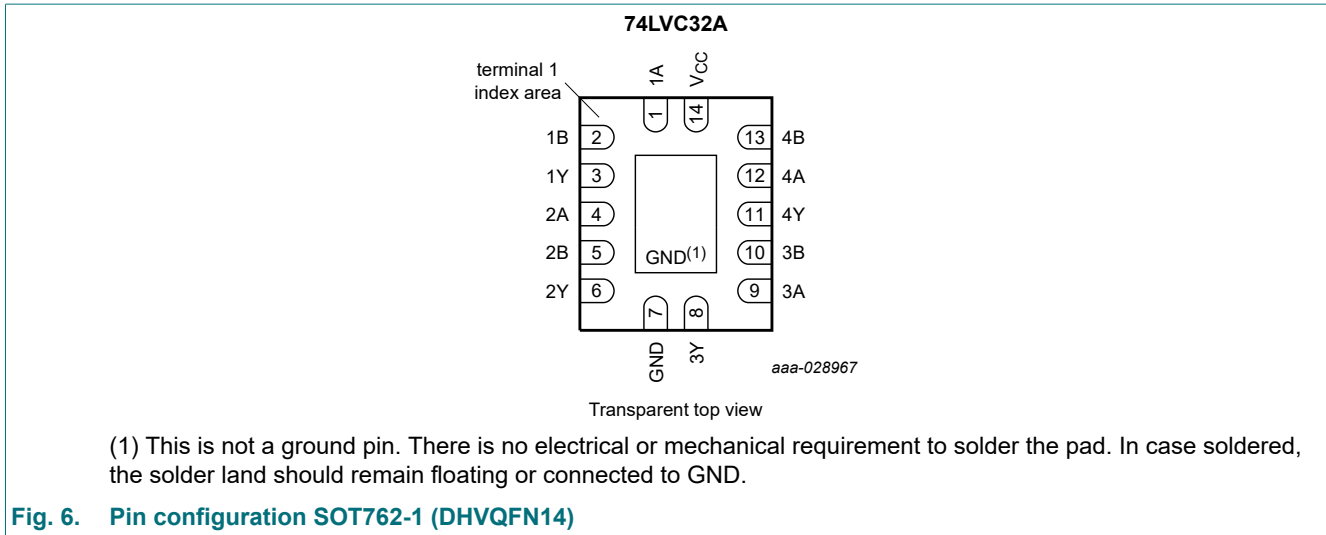 74LVC32A
terminal 1
index area
1A
VCC
1
14
1B 2
13 4B
1Y 3
12 4A
2A 4
11 4Y
2B 5
GND(1)
10 3B
2Y 6
9 3A
7
8
GND
3Y
aaa-028967
Transparent top view
(1) This is not a ground pin. There is no electrical or mechanical requirement to solder the pad. In case soldered,
the solder land should remain floating or connected to GND.
Fig. 6. Pin configuration SOT762-1 (DHVQFN14)